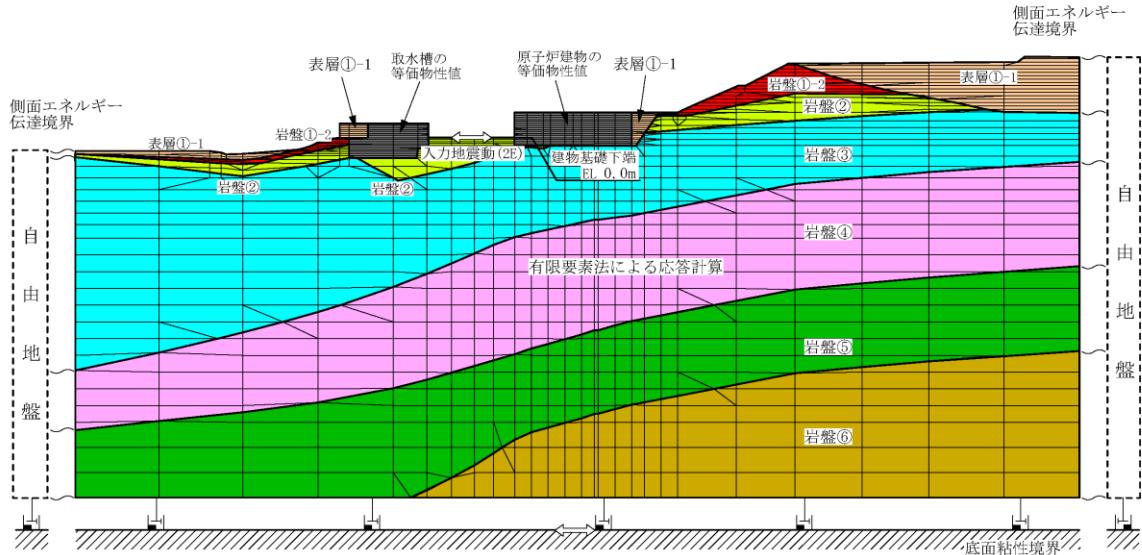 側面エネルギー
伝達境界
取水槽の
等価物性値
原子炉建物の
等価物性値
表層①-1
表層①-1
側面エネルギー
伝達境界
表層①-1
岩盤①-2
岩盤②
表層①-1
岩盤①-2
入力地震動(2E)
建物基礎下端
EL 0.0m
岩盤②
岩盤②
岩盤③
自由地盤
岩盤④
自由地盤
有限要素法による応答計算
岩盤⑤
岩盤⑥
底面粘性境界